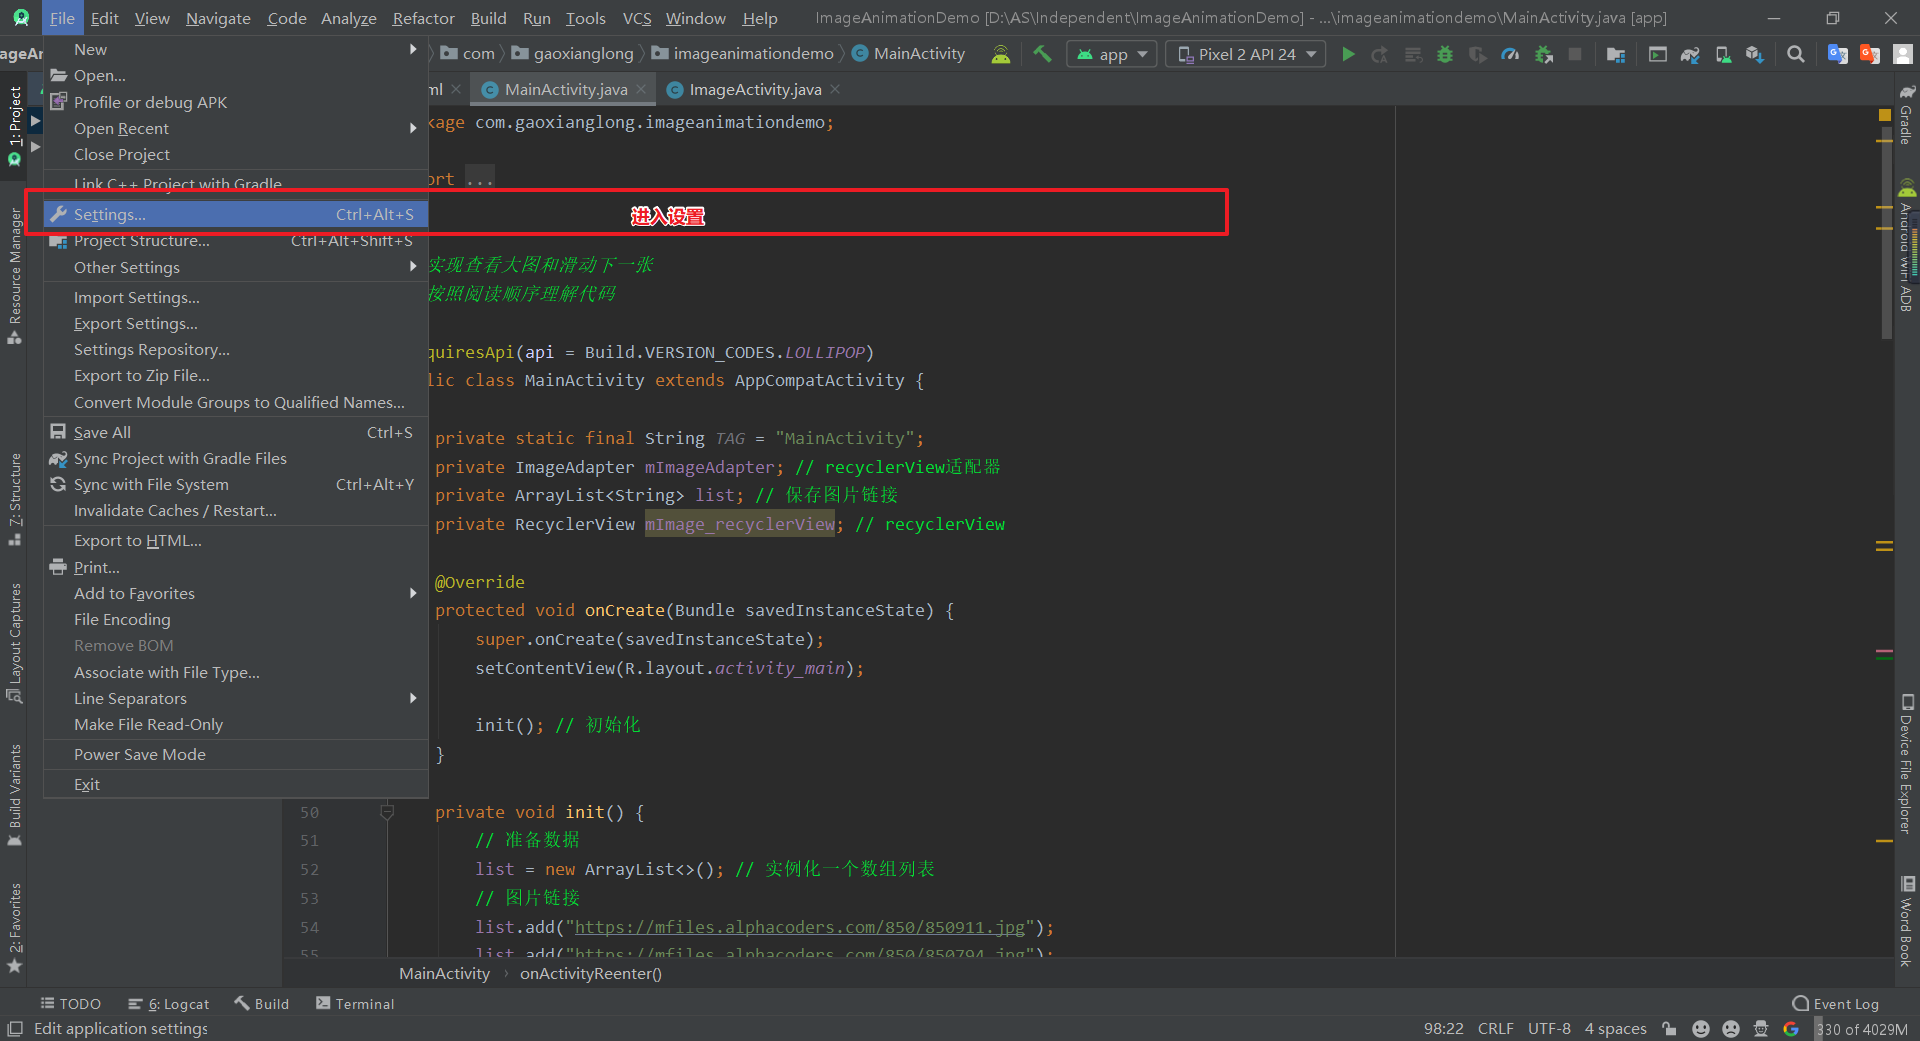 File Edit View Navigate Code Analyze Refactor Build Run Tools VCS Window Help ImageAnimationDemo [D:\AS\Independent\ImageAnimationDemo] - ...\imageanimationdemo\MainActivity.java [app]
ageAr com gaoxianglong imageanimationdemo MainActivity app Pixel 2 API 24
New
Open...
Profile or debug APK
Open Recent
Close Project
Link C++ Project with Gradle
Settings... Ctrl+Alt+S
进入设置
Project Structure... Ctrl+Alt+Shift+S
Other Settings
Import Settings...
Export Settings...
Settings Repository...
Export to Zip File...
Convert Module Groups to Qualified Names...
Save All Ctrl+S
Sync Project with Gradle Files
Sync with File System Ctrl+Alt+Y
Invalidate Caches / Restart...
Export to HTML...
Print...
Add to Favorites
File Encoding
Remove BOM
Associate with File Type...
Line Separators
Make File Read-Only
Power Save Mode
Exit
1: Project
Resource Manager
7: Structure
Layout Captures
Build Variants
2: Favorites
ml MainActivity.java ImageActivity.java
kage com.gaoxianglong.imageanimationdemo;
ort ...
实现查看大图和滑动下一张
按照阅读顺序理解代码
quiresApi(api = Build.VERSION_CODES.LOLLIPOP)
lic class MainActivity extends AppCompatActivity {
private static final String TAG = "MainActivity";
private ImageAdapter mImageAdapter; // recyclerView适配器
private ArrayList<String> list; // 保存图片链接
private RecyclerView mImage_recyclerView; // recyclerView
@Override
protected void onCreate(Bundle savedInstanceState) {
super.onCreate(savedInstanceState);
setContentView(R.layout.activity_main);
init(); // 初始化
}
50 private void init() {
51 // 准备数据
52 list = new ArrayList<>(); // 实例化一个数组列表
53 // 图片链接
54 list.add("https://mfiles.alphacoders.com/850/850911.jpg");
55 list.add("https://mfiles.alphacoders.com/850/850794.jpg");
MainActivity › onActivityReenter()
Gradle
Android Wifi ADB
Device File Explorer
Word Book
TODO 6: Logcat Build Terminal Event Log
Edit application settings 98:22 CRLF UTF-8 4 spaces 330 of 4029M